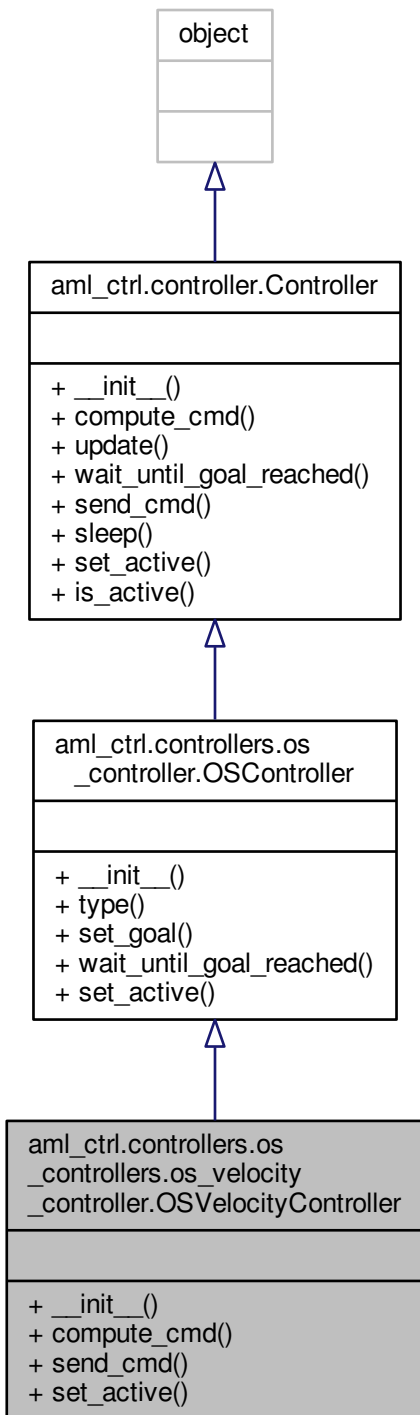 object
aml_ctrl.controller.Controller
+ __init__()
+ compute_cmd()
+ update()
+ wait_until_goal_reached()
+ send_cmd()
+ sleep()
+ set_active()
+ is_active()
aml_ctrl.controllers.os
_controller.OSController
+ __init__()
+ type()
+ set_goal()
+ wait_until_goal_reached()
+ set_active()
aml_ctrl.controllers.os
_controllers.os_velocity
_controller.OSVelocityController
+ __init__()
+ compute_cmd()
+ send_cmd()
+ set_active()